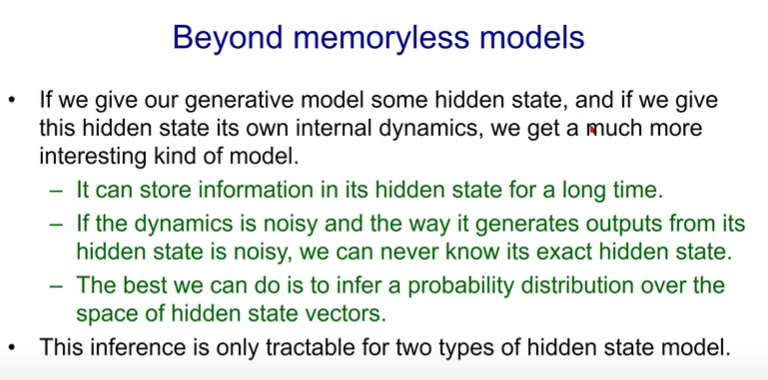 Beyond memoryless models
• If we give our generative model some hidden state, and if we give
this hidden state its own internal dynamics, we get a much more
interesting kind of model.
– It can store information in its hidden state for a long time.
– If the dynamics is noisy and the way it generates outputs from its
hidden state is noisy, we can never know its exact hidden state.
– The best we can do is to infer a probability distribution over the
space of hidden state vectors.
• This inference is only tractable for two types of hidden state model.